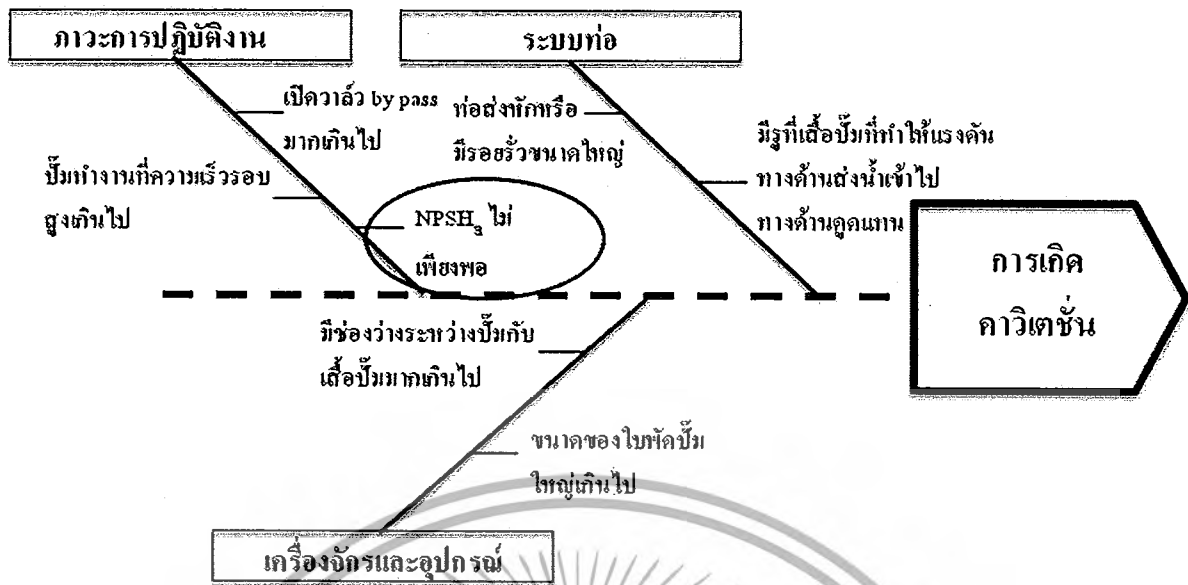 ภาวะการปฏิบัติงาน
ระบบท่อ
เปิดวาล์ว by pass
มากเกินไป
ปั๊มทำงานที่ความเร็วรอบ
สูงเกินไป
NPSHₐ ไม่
เพียงพอ
ท่อส่งหักหรือ
มีรอยรั่วขนาดใหญ่
มีรูที่เสื้อปั๊มที่ทำให้แรงดัน
ทางด้านส่งน้ำเข้าไป
ทางด้านดูดแทน
การเกิด
คาวิเตชั่น
มีช่องว่างระหว่างปั๊มกับ
เสื้อปั๊มมากเกินไป
ขนาดของใบพัดปั๊ม
ใหญ่เกินไป
เครื่องจักรและอุปกรณ์